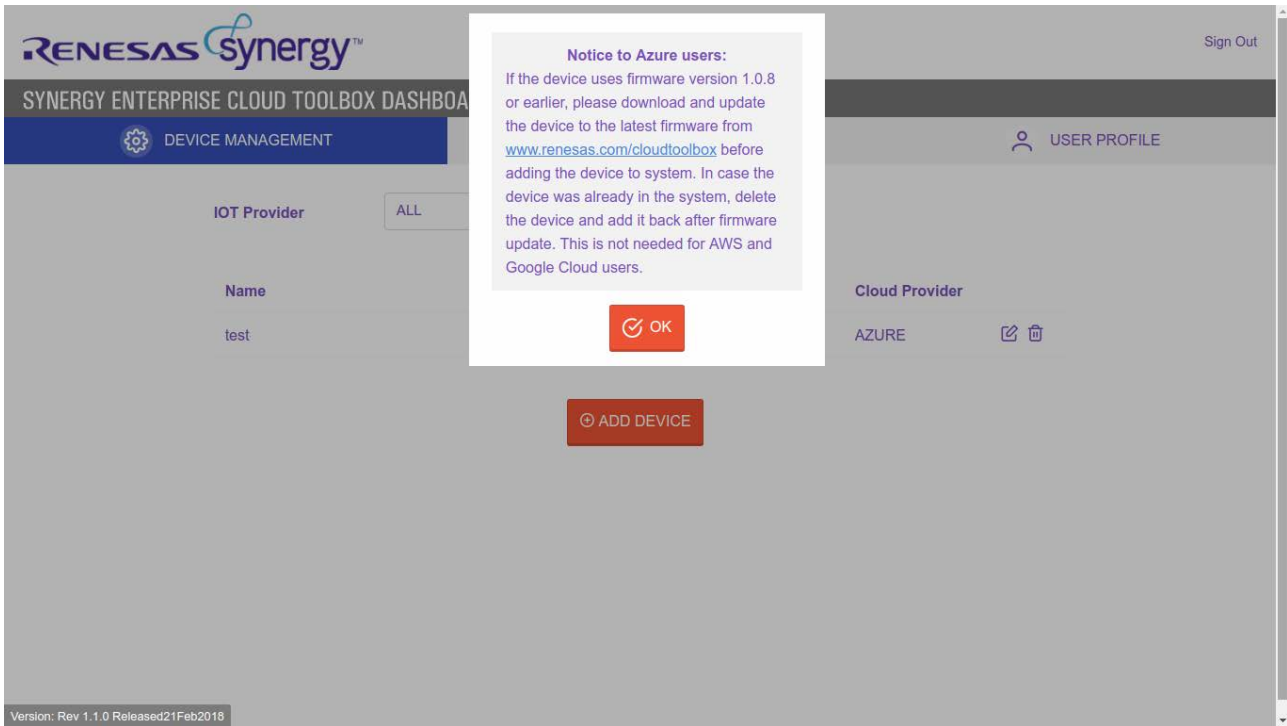 RENESAS synergy™
Sign Out
SYNERGY ENTERPRISE CLOUD TOOLBOX DASHBOA
DEVICE MANAGEMENT
USER PROFILE
IOT Provider
ALL
Name
Cloud Provider
test
AZURE
Notice to Azure users:
If the device uses firmware version 1.0.8
or earlier, please download and update
the device to the latest firmware from
www.renesas.com/cloudtoolbox before
adding the device to system. In case the
device was already in the system, delete
the device and add it back after firmware
update. This is not needed for AWS and
Google Cloud users.
OK
ADD DEVICE
Version: Rev 1.1.0 Released21Feb2018